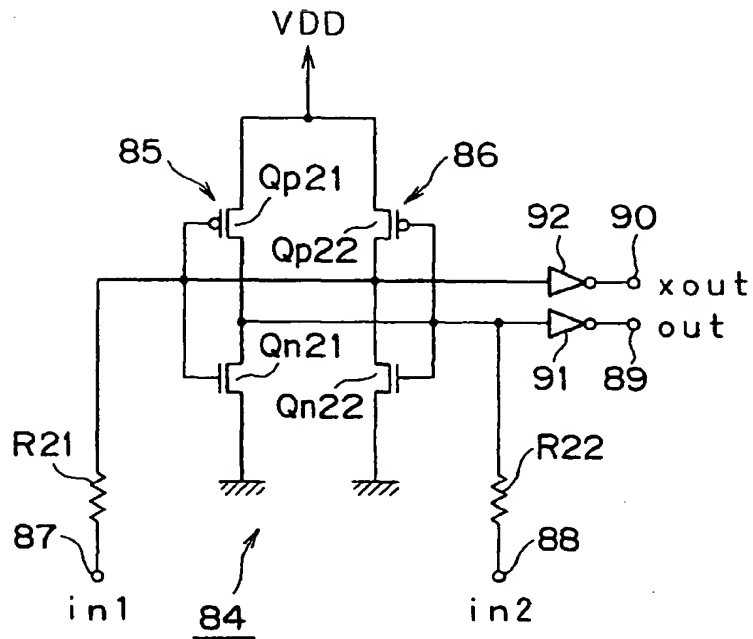 VDD
85
Qp21
86
Qp22
92
90
xout
out
Qn21
Qn22
91
89
R21
R22
87
88
in1
in2
84